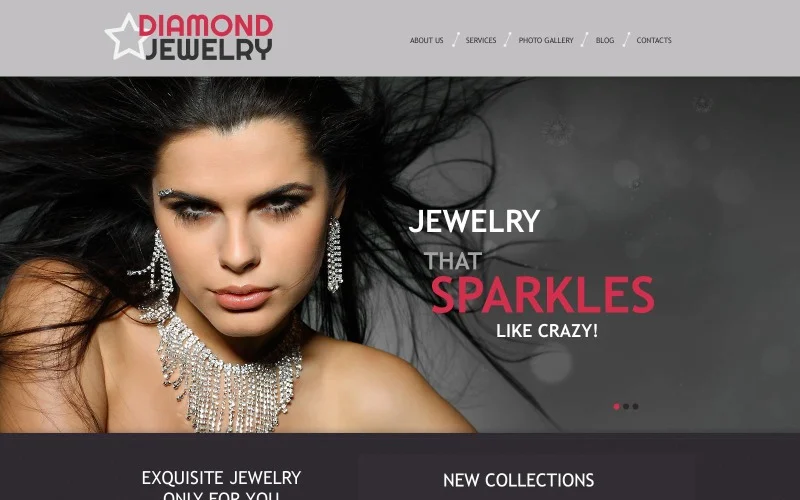 DIAMOND
JEWELRY
ABOUT US
SERVICES
PHOTO GALLERY
BLOG
CONTACTS
JEWELRY
THAT
SPARKLES
LIKE CRAZY!
EXQUISITE JEWELRY
ONLY FOR YOU
NEW COLLECTIONS